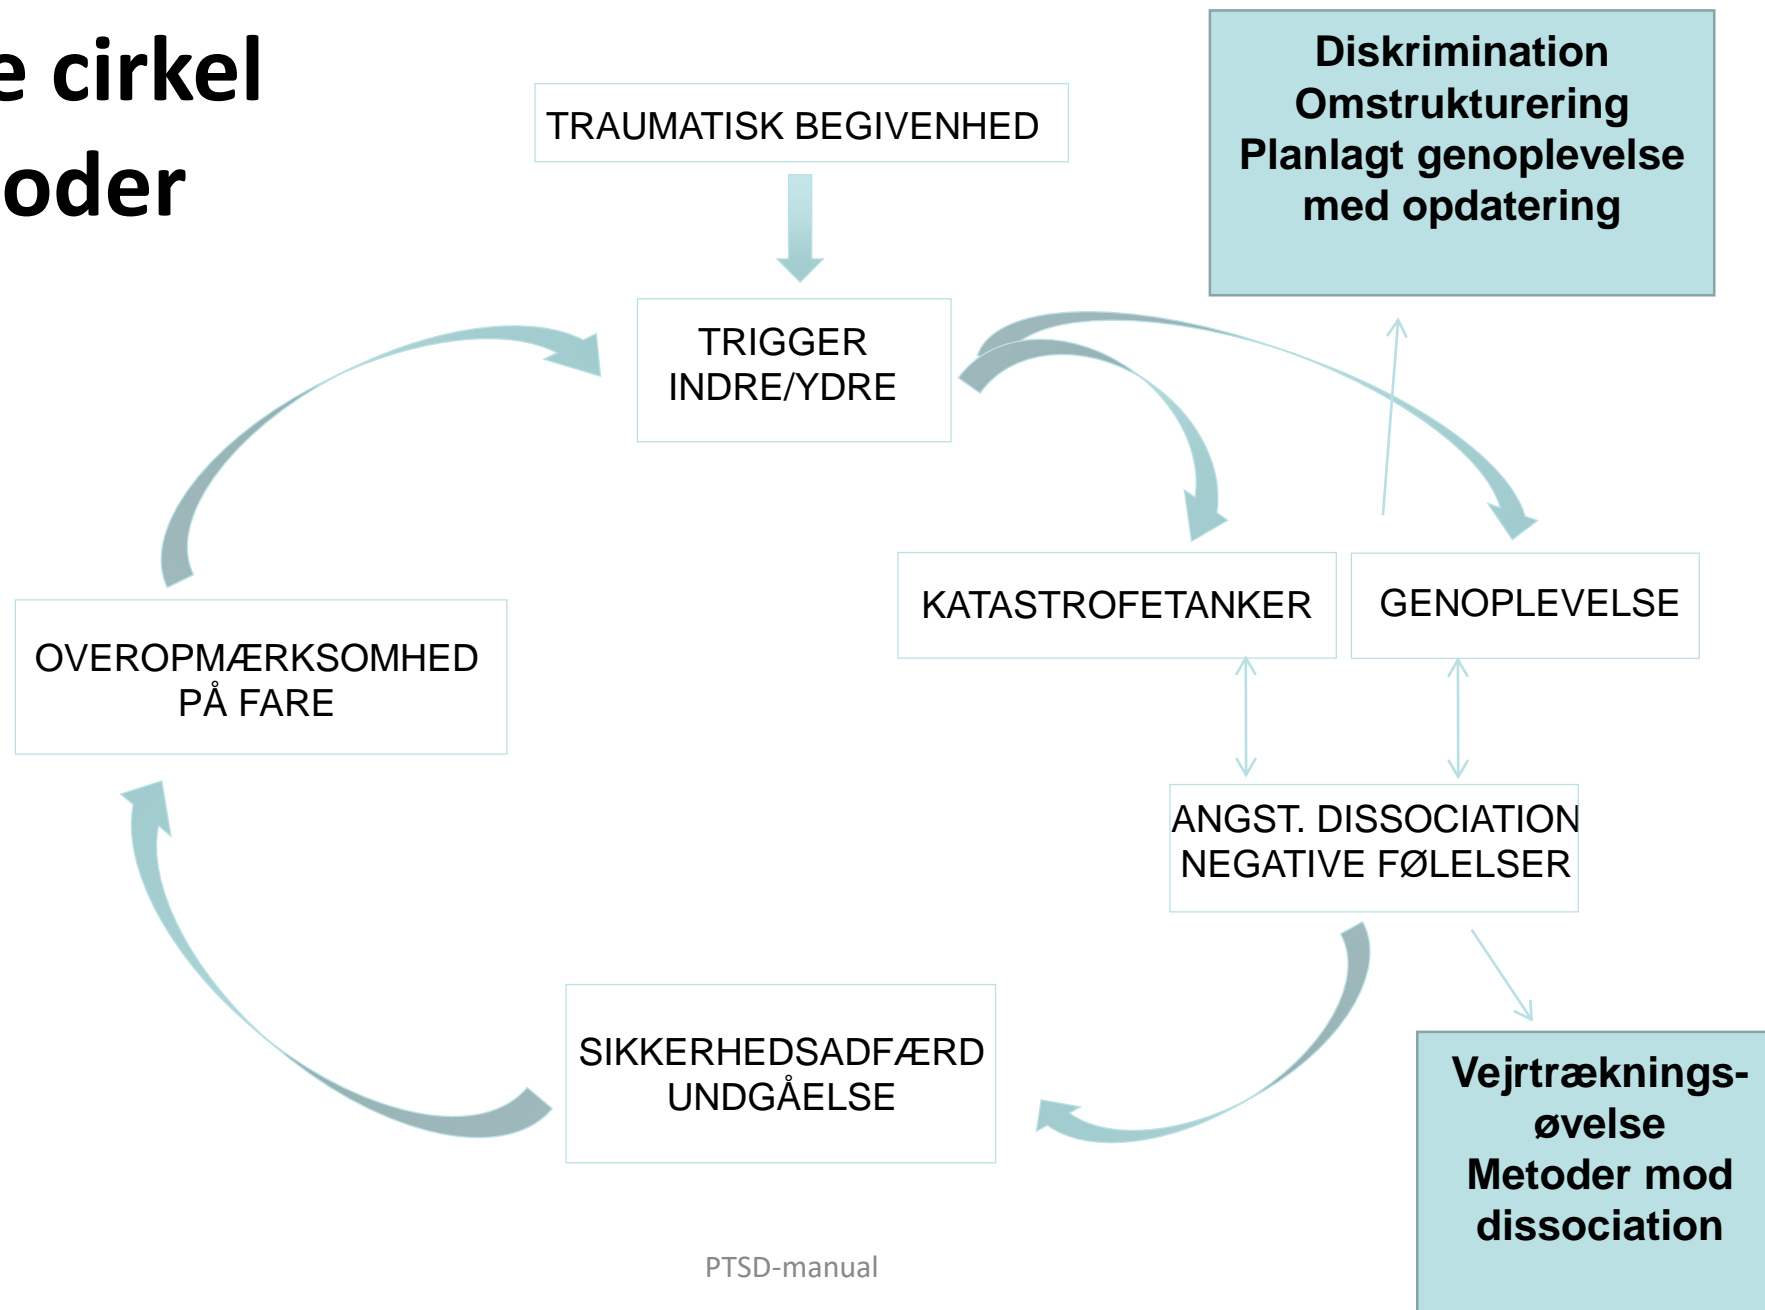 e cirkel
oder
TRAUMATISK BEGIVENHED
Diskrimination
Omstrukturering
Planlagt genoplevelse
med opdatering
TRIGGER
INDRE/YDRE
KATASTROFETANKER
GENOPLEVELSE
OVEROPMÆRKSOMHED
PÅ FARE
ANGST. DISSOCIATION
NEGATIVE FØLELSER
SIKKERHEDSADFÆRD
UNDGÅELSE
Vejrtræknings-
øvelse
Metoder mod
dissociation
PTSD-manual